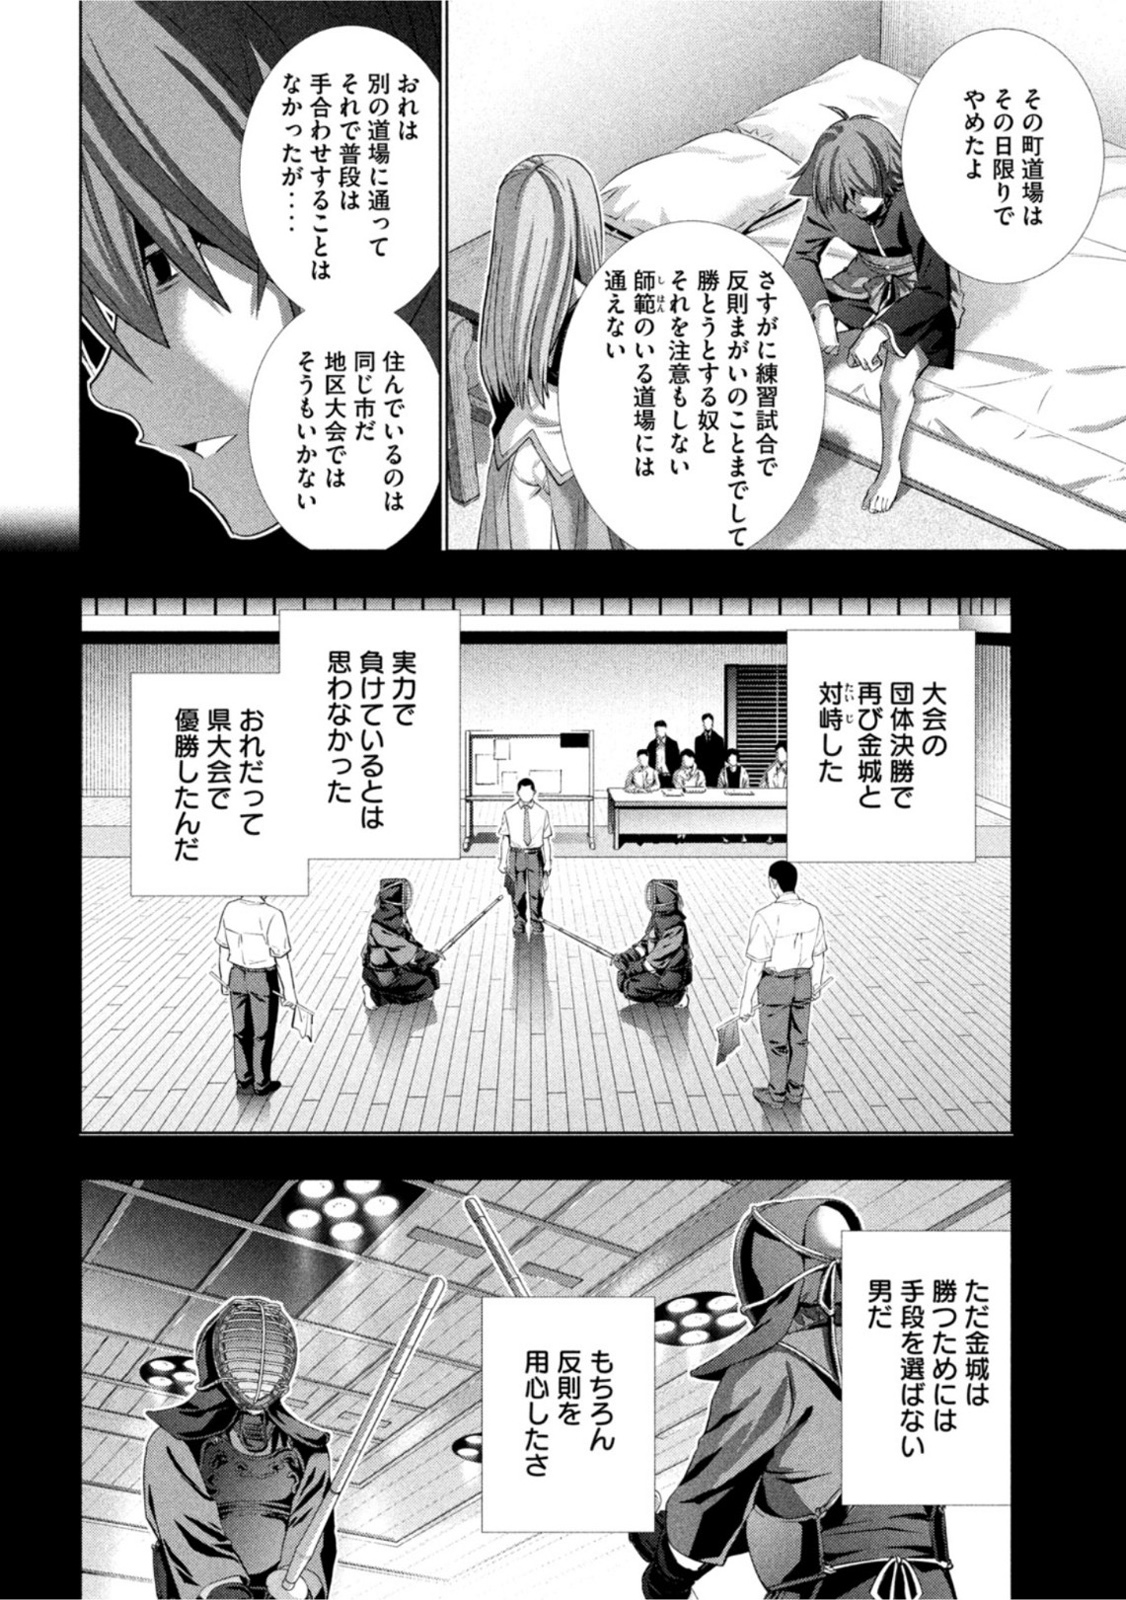 その町道場は
その日限りで
やめたよ
さすがに練習試合で
反則まがいのことまでして
勝とうとする奴と
それを注意もしない
師範のいる道場には
しはん
通えない
おれは
別の道場に通って
それで普段は
手合わせすることは
なかったが‥‥
住んでいるのは
同じ市だ
地区大会では
そうもいかない
大会の
団体決勝で
再び金城と
対峙した
たいじ
実力で
負けているとは
思わなかった
おれだって
県大会で
優勝したんだ
ただ金城は
勝つためには
手段を選ばない
男だ
もちろん
反則を
用心したさ